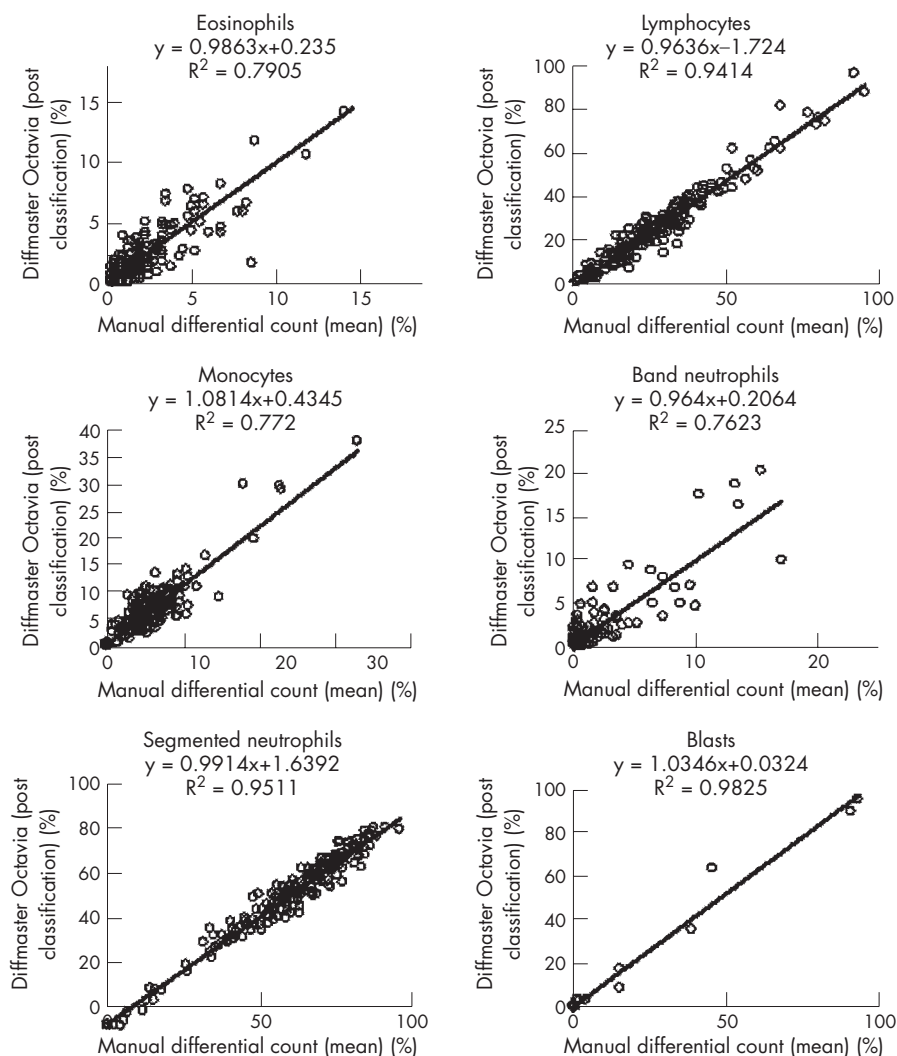 Eosinophils
y = 0.9863x+0.235
R² = 0.7905
Diffmaster Octavia (post
classification) (%)
15
10
5
0
0
5
10
15
Manual differential count (mean) (%)
Lymphocytes
y = 0.9636x–1.724
R² = 0.9414
Diffmaster Octavia (post
classification) (%)
100
80
60
40
20
0
0
50
100
Manual differential count (mean) (%)
Monocytes
y = 1.0814x+0.4345
R² = 0.772
Diffmaster Octavia (post
classification) (%)
40
35
30
25
20
15
10
5
0
0
10
20
30
Manual differential count (mean) (%)
Band neutrophils
y = 0.964x+0.2064
R² = 0.7623
Diffmaster Octavia (post
classification) (%)
25
20
15
10
5
0
0
10
20
Manual differential count (mean) (%)
Segmented neutrophils
y = 0.9914x+1.6392
R² = 0.9511
Diffmaster Octavia (post
classification) (%)
100
80
60
40
20
0
0
50
100
Manual differential count (mean) (%)
Blasts
y = 1.0346x+0.0324
R² = 0.9825
Diffmaster Octavia (post
classification) (%)
100
80
60
40
20
0
0
50
100
Manual differential count (mean) (%)